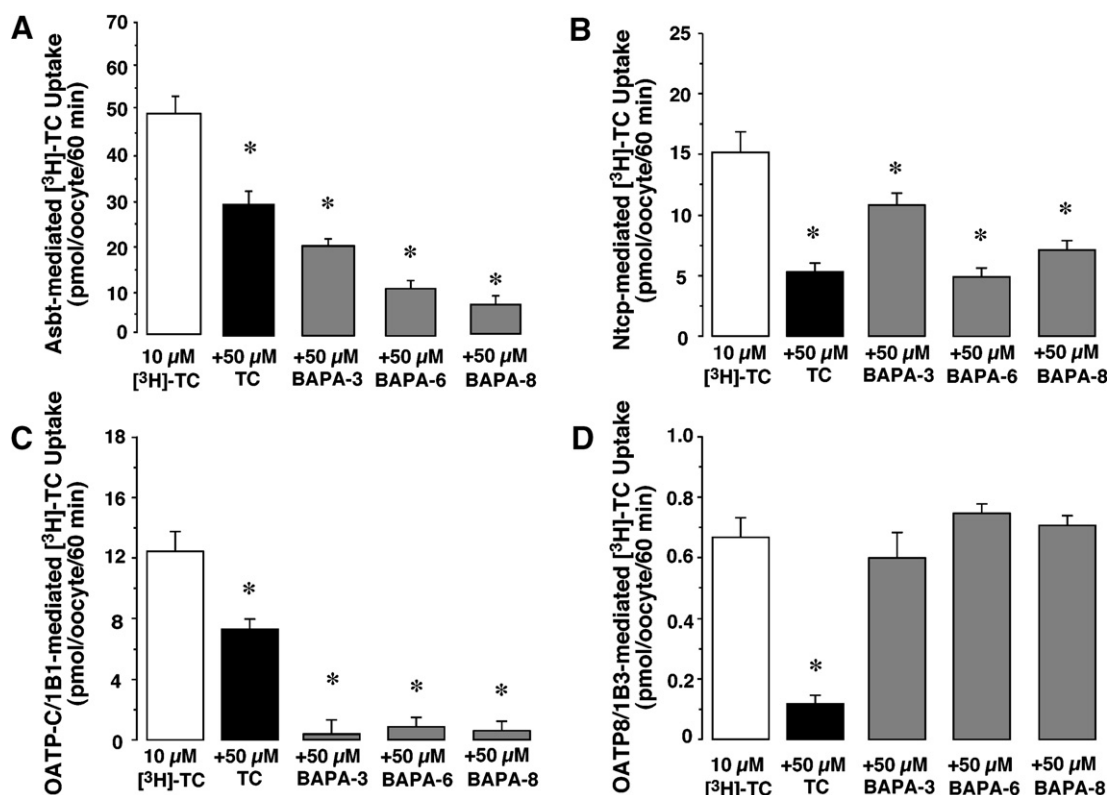 A
Asbt-mediated [³H]-TC Uptake
(pmol/oocyte/60 min)
70
60
50
40
30
20
10
0
*
*
*
*
10 µM
[³H]-TC
+50 µM
TC
+50 µM
BAPA-3
+50 µM
BAPA-6
+50 µM
BAPA-8
B
Ntcp-mediated [³H]-TC Uptake
(pmol/oocyte/60 min)
25
20
15
10
5
0
*
*
*
*
10 µM
[³H]-TC
+50 µM
TC
+50 µM
BAPA-3
+50 µM
BAPA-6
+50 µM
BAPA-8
C
OATP-C/1B1-mediated [³H]-TC Uptake
(pmol/oocyte/60 min)
18
16
12
8
4
0
*
*
*
*
10 µM
[³H]-TC
+50 µM
TC
+50 µM
BAPA-3
+50 µM
BAPA-6
+50 µM
BAPA-8
D
OATP8/1B3-mediated [³H]-TC Uptake
(pmol/oocyte/60 min)
1.0
0.8
0.6
0.4
0.2
0.0
*
10 µM
[³H]-TC
+50 µM
TC
+50 µM
BAPA-3
+50 µM
BAPA-6
+50 µM
BAPA-8